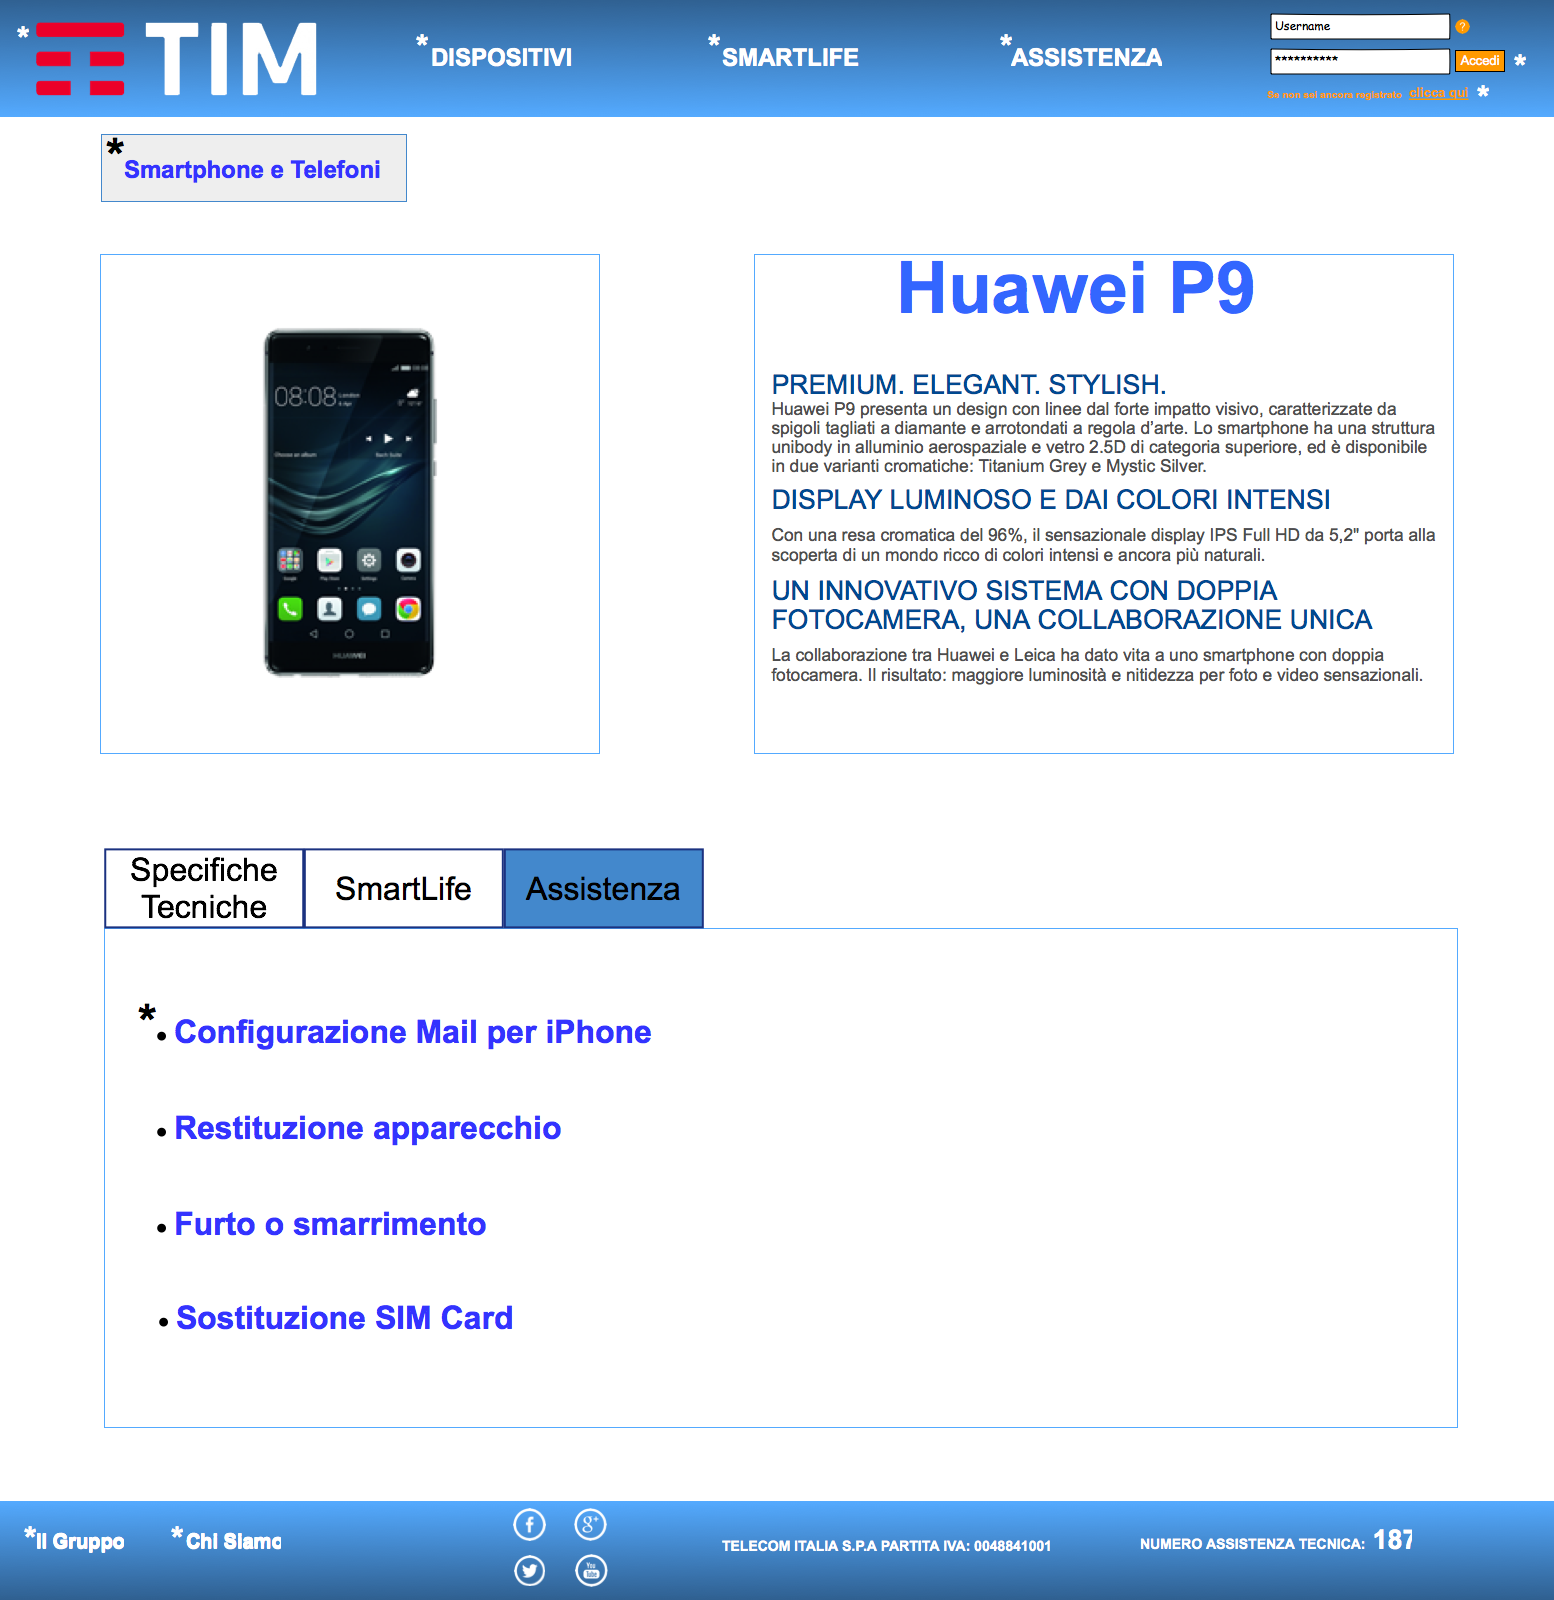 * TIM
*DISPOSITIVI
*SMARTLIFE
*ASSISTENZA
Username ?
********** Accedi *
Se non sei ancora registrato clicca qui *
*
Smartphone e Telefoni
08:08 London
Huawei P9
PREMIUM. ELEGANT. STYLISH.
Huawei P9 presenta un design con linee dal forte impatto visivo, caratterizzate da
spigoli tagliati a diamante e arrotondati a regola d’arte. Lo smartphone ha una struttura
unibody in alluminio aerospaziale e vetro 2.5D di categoria superiore, ed è disponibile
in due varianti cromatiche: Titanium Grey e Mystic Silver.
DISPLAY LUMINOSO E DAI COLORI INTENSI
Con una resa cromatica del 96%, il sensazionale display IPS Full HD da 5,2" porta alla
scoperta di un mondo ricco di colori intensi e ancora più naturali.
UN INNOVATIVO SISTEMA CON DOPPIA
FOTOCAMERA, UNA COLLABORAZIONE UNICA
La collaborazione tra Huawei e Leica ha dato vita a uno smartphone con doppia
fotocamera. Il risultato: maggiore luminosità e nitidezza per foto e video sensazionali.
Specifiche
Tecniche
SmartLife
Assistenza
*
• Configurazione Mail per iPhone
• Restituzione apparecchio
• Furto o smarrimento
• Sostituzione SIM Card
*Il Gruppo
* Chi Siamo
f
g+
You
Tube
TELECOM ITALIA S.P.A PARTITA IVA: 0048841001
NUMERO ASSISTENZA TECNICA: 187